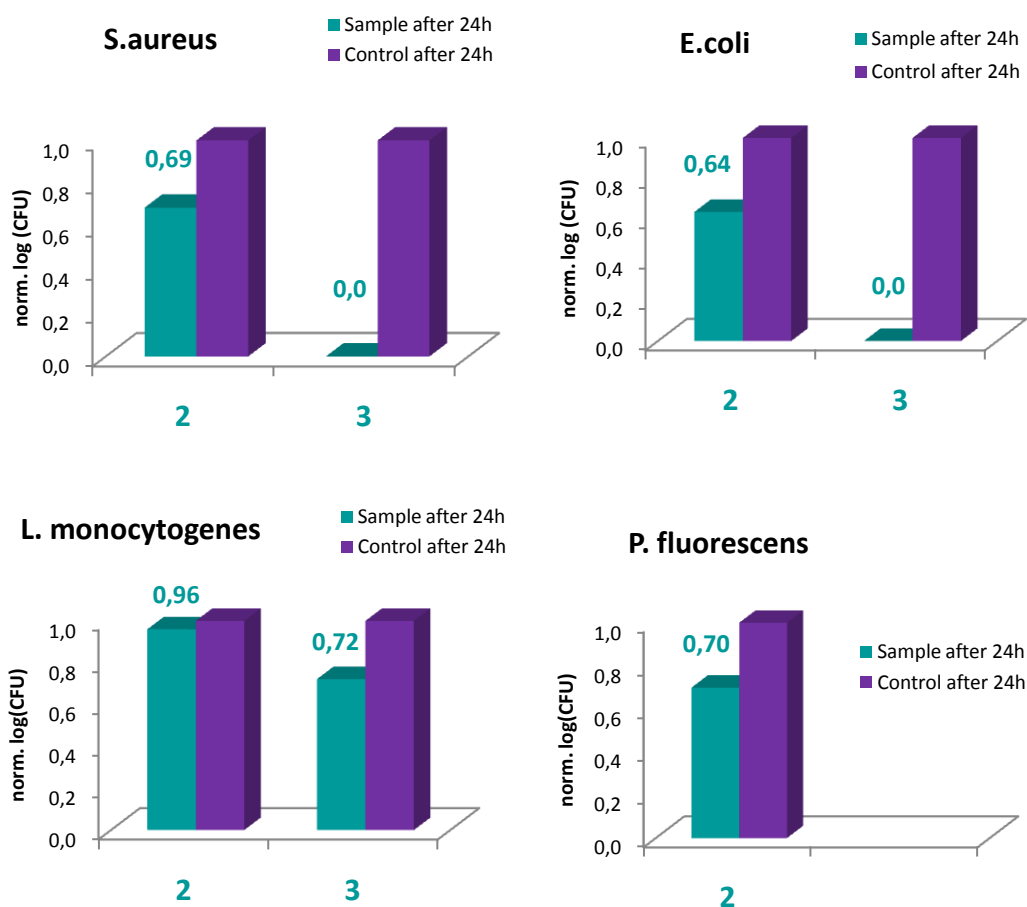 S.aureus
Sample after 24h
Control after 24h
norm. log (CFU)
1,0
0,8
0,6
0,4
0,2
0,0
0,69
0,0
2
3
E.coli
Sample after 24h
Control after 24h
norm. log (CFU)
1,0
0,8
0,6
0,4
0,2
0,0
0,64
0,0
2
3
L. monocytogenes
Sample after 24h
Control after 24h
norm. log(CFU)
1,0
0,8
0,6
0,4
0,2
0,0
0,96
0,72
2
3
P. fluorescens
Sample after 24h
Control after 24h
norm. log(CFU)
1,0
0,8
0,6
0,4
0,2
0,0
0,70
2